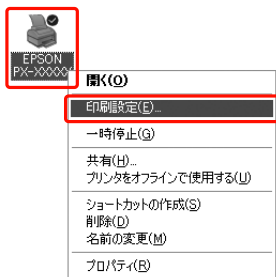 EPSON
PX-XXXXX
開く(O)
印刷設定(E)...
一時停止(G)
共有(H)...
プリンタをオフラインで使用する(U)
ショートカットの作成(S)
削除(D)
名前の変更(M)
プロパティ(R)